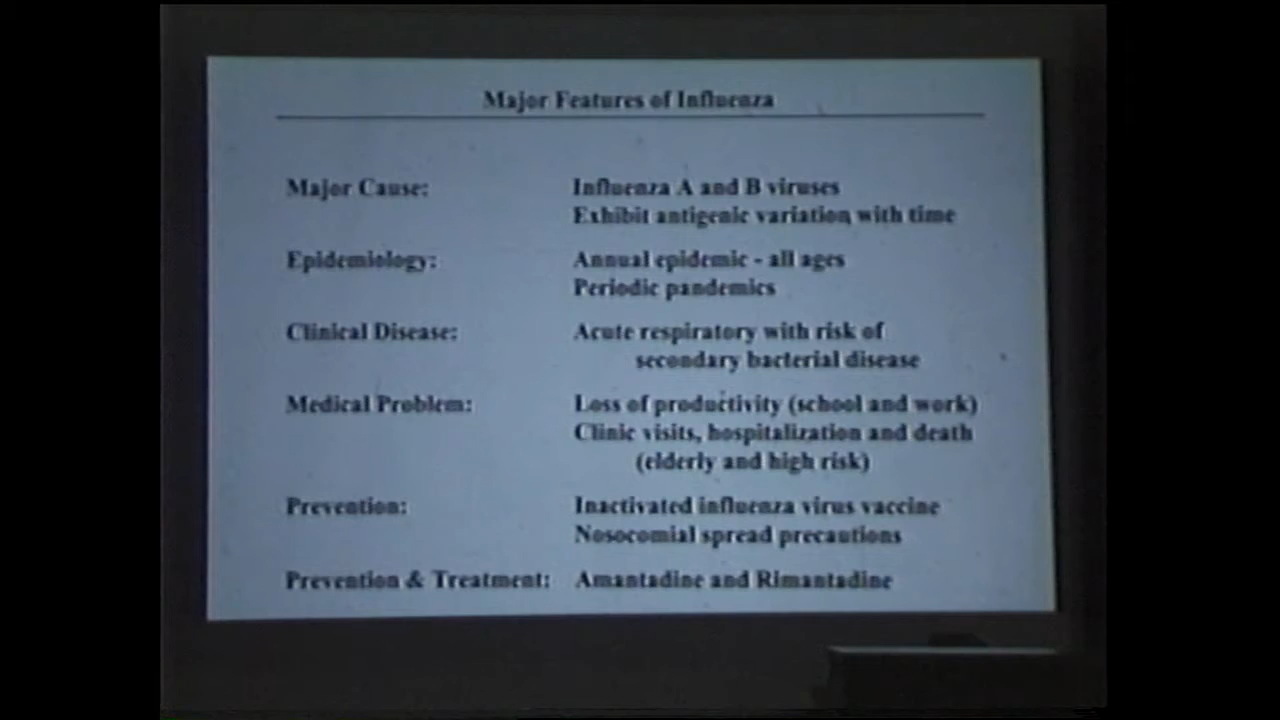 Major Features of Influenza
Major Cause: Influenza A and B viruses
Exhibit antigenic variation with time
Epidemiology: Annual epidemic - all ages
Periodic pandemics
Clinical Disease: Acute respiratory with risk of
secondary bacterial disease
Medical Problem: Loss of productivity (school and work)
Clinic visits, hospitalization and death
(elderly and high risk)
Prevention: Inactivated influenza virus vaccine
Nosocomial spread precautions
Prevention & Treatment: Amantadine and Rimantadine